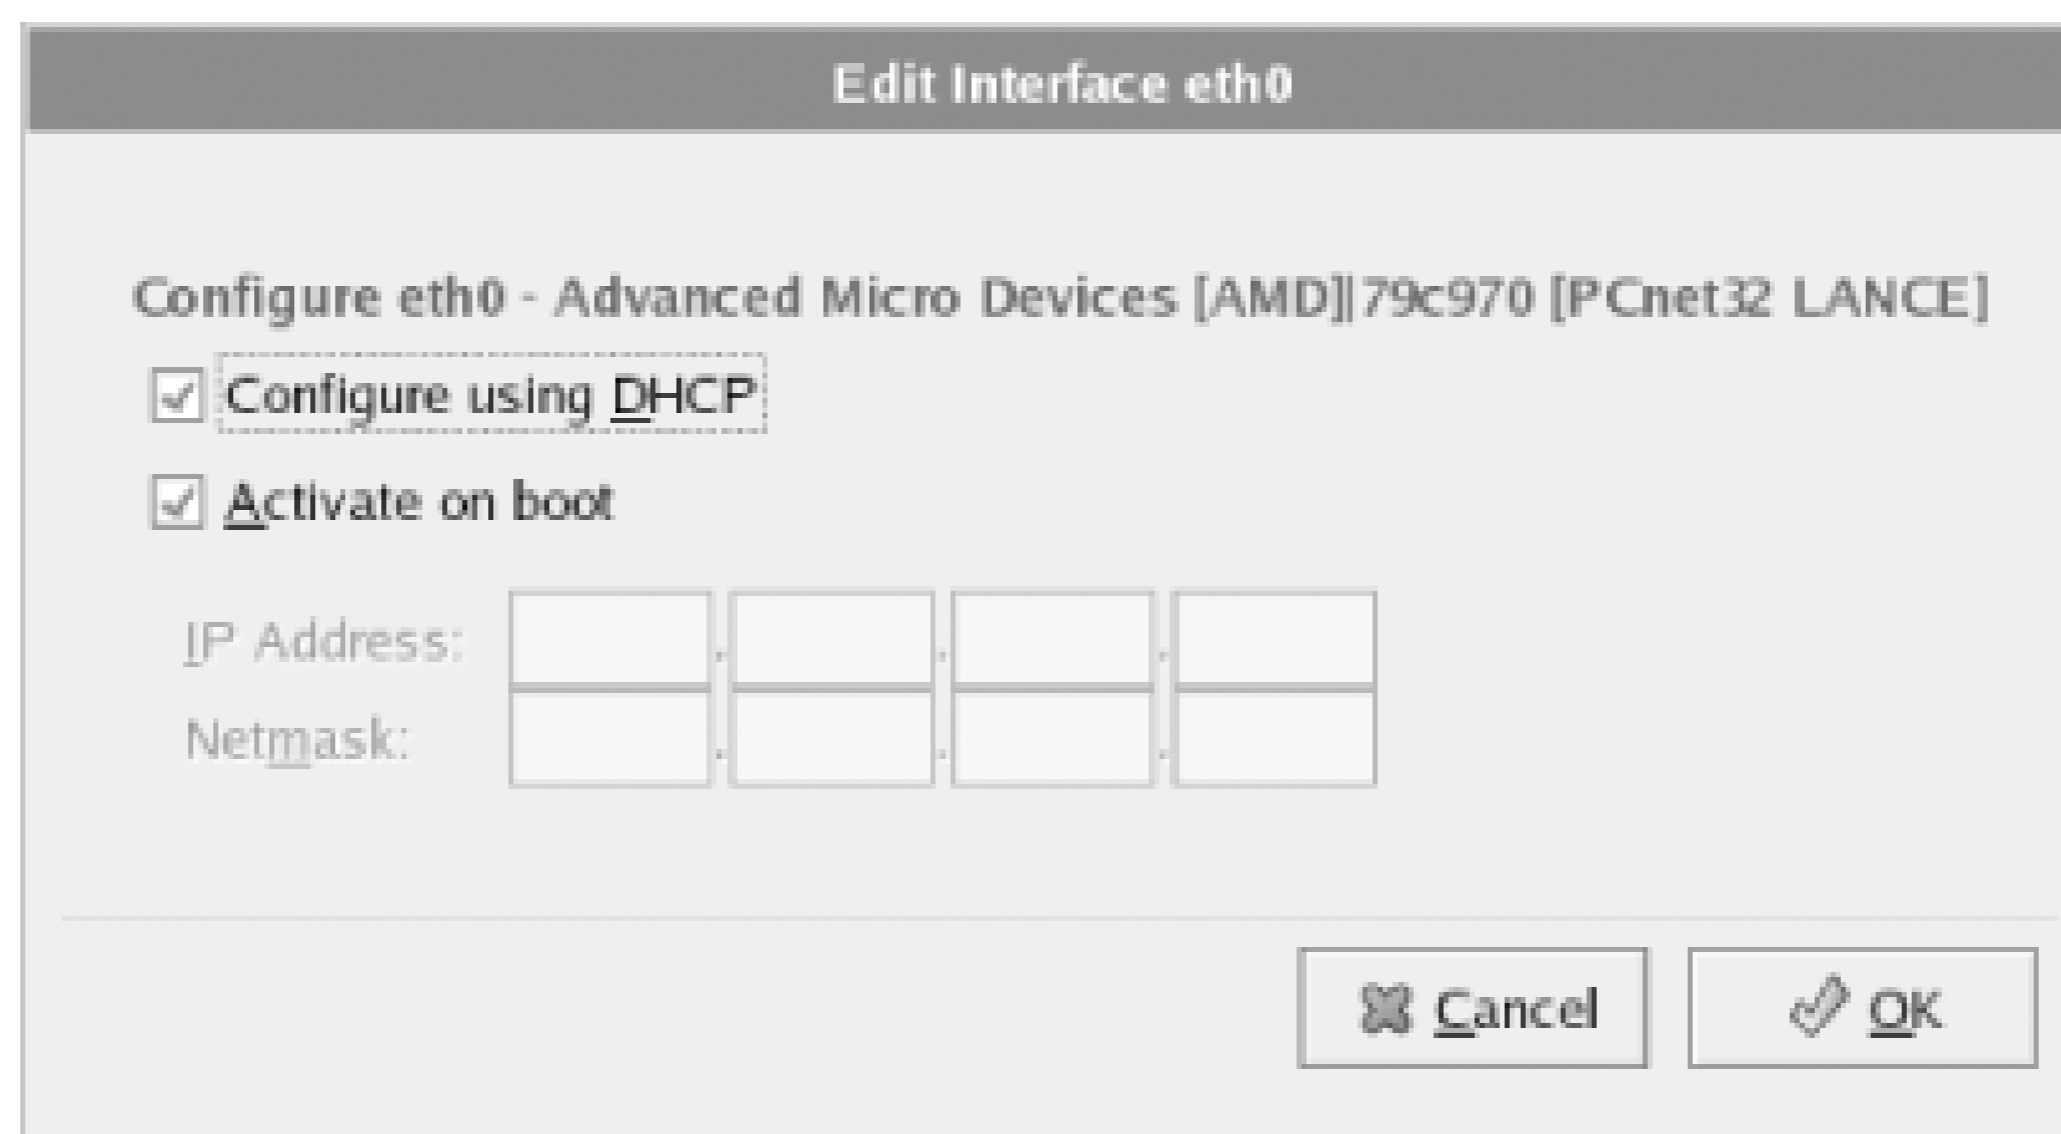 Edit Interface eth0
Configure eth0 - Advanced Micro Devices [AMD]|79c970 [PCnet32 LANCE]
Configure using DHCP
Activate on boot
IP Address: . . .
Netmask: . . .
Cancel OK